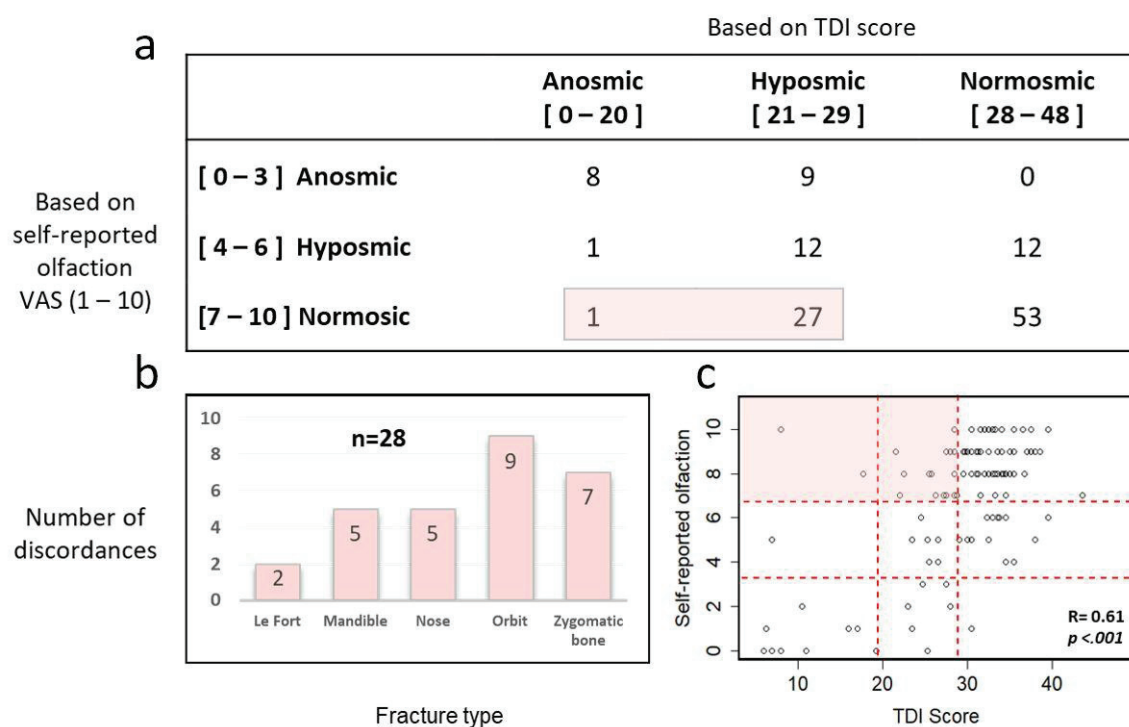 a
Based on TDI score
Anosmic Hyposmic Normosmic
[ 0 – 20 ] [ 21 – 29 ] [ 28 – 48 ]
Based on
self-reported
olfaction
VAS (1 – 10)
[ 0 – 3 ] Anosmic 8 9 0
[ 4 – 6 ] Hyposmic 1 12 12
[7 – 10 ] Normosic 1 27 53
b
Number of
discordances
n=28
10
8
6
4
2
0
2 5 5 9 7
Le Fort Mandible Nose Orbit Zygomatic
bone
Fracture type
c
Self-reported olfaction
10
8
6
4
2
0
R= 0.61
p <.001
10 20 30 40
TDI Score